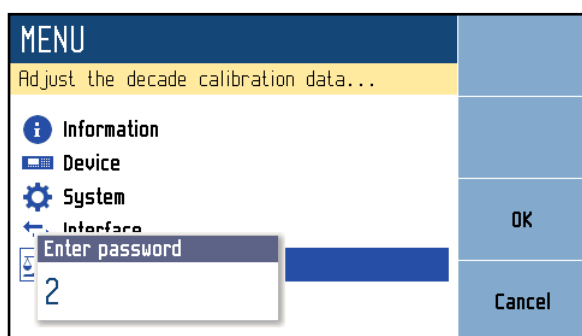 MENU
Adjust the decade calibration data...
Information
Device
System
Interface
OK
Enter password
2
Cancel